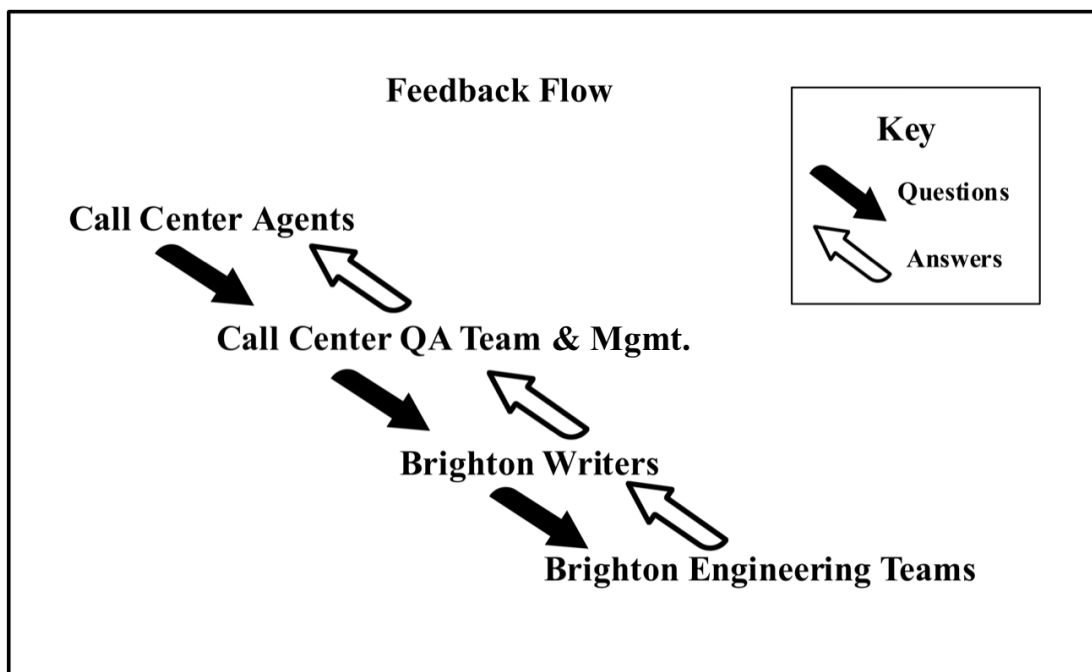 Feedback Flow
Key
Questions
Answers
Call Center Agents
Call Center QA Team & Mgmt.
Brighton Writers
Brighton Engineering Teams